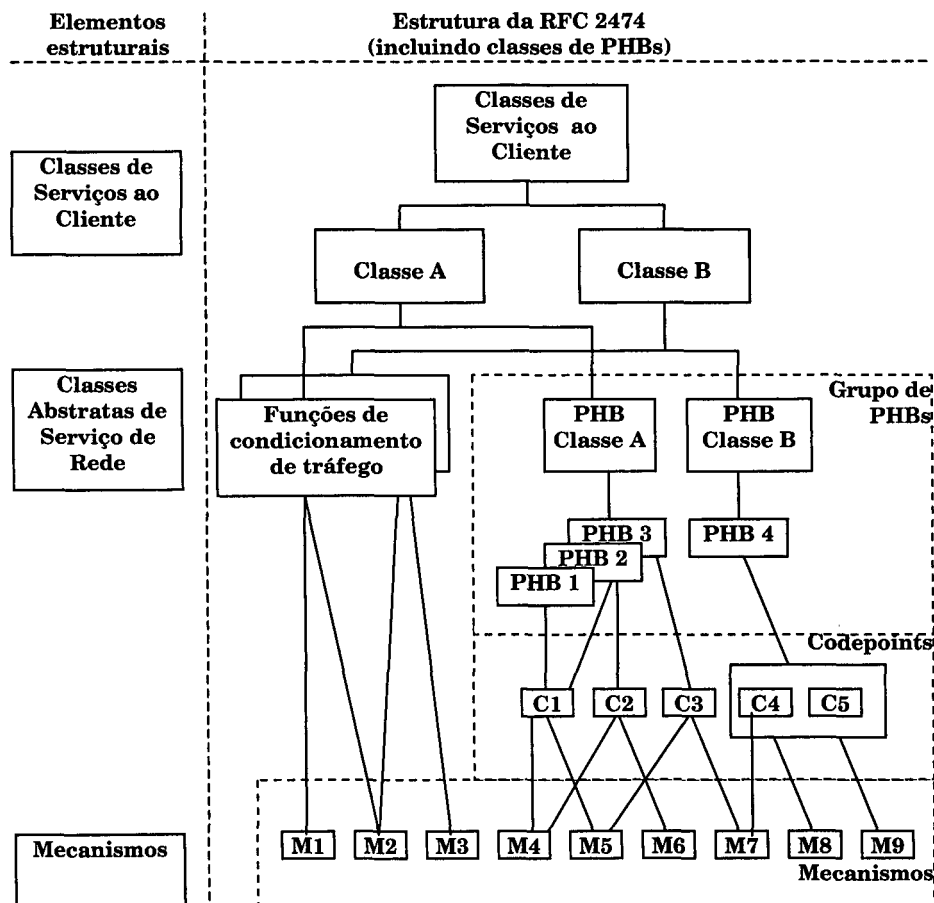 Elementos
estruturais
Estrutura da RFC 2474
(incluindo classes de PHBs)
Classes de
Serviços ao
Cliente
Classes de
Serviços ao
Cliente
Classe A
Classe B
Classes
Abstratas de
Serviço de
Rede
Funções de
condicionamento
de tráfego
Grupo de
PHBs
PHB
Classe A
PHB
Classe B
PHB 3
PHB 2
PHB 1
PHB 4
Codepoints
C1
C2
C3
C4
C5
Mecanismos
M1
M2
M3
M4
M5
M6
M7
M8
M9
Mecanismos